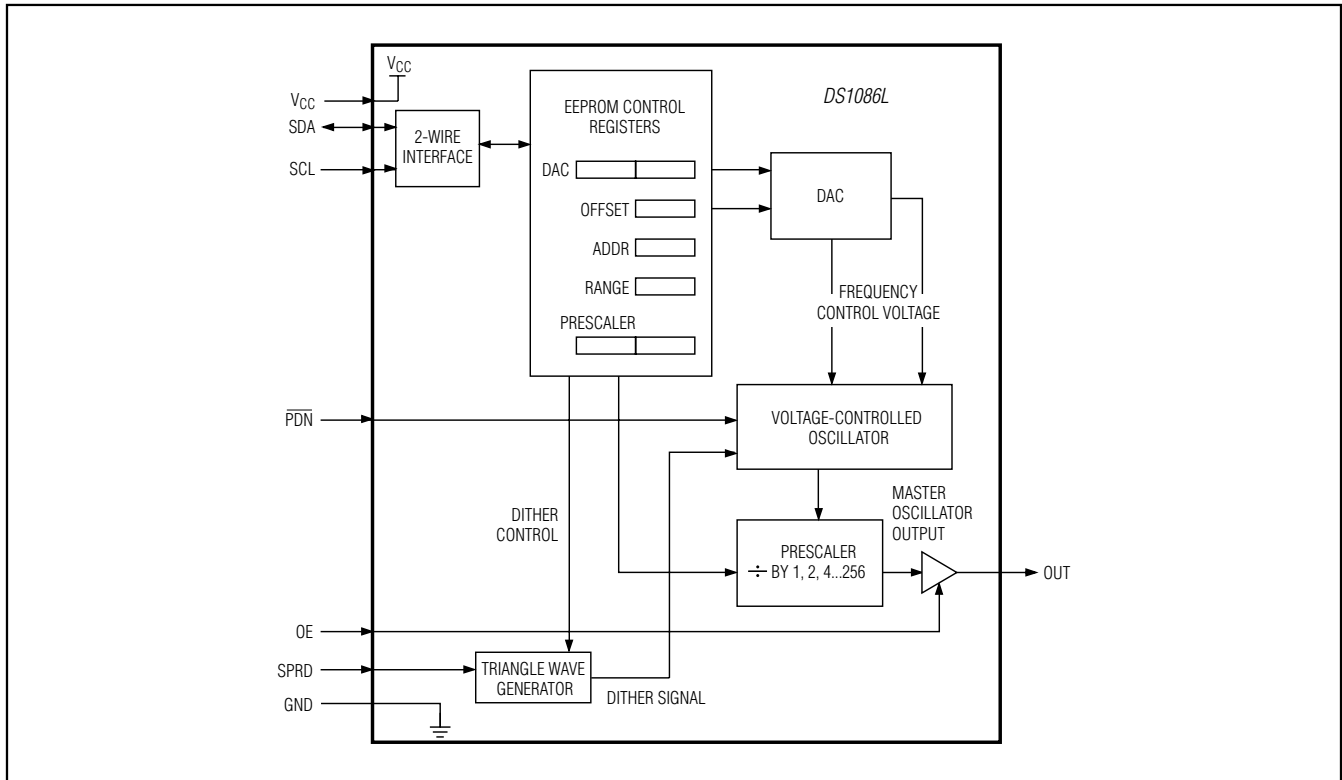 VCC
VCC
SDA
SCL
2-WIRE
INTERFACE
EEPROM CONTROL
REGISTERS
DAC
OFFSET
ADDR
RANGE
PRESCALER
DS1086L
DAC
FREQUENCY
CONTROL VOLTAGE
PDN
VOLTAGE-CONTROLLED
OSCILLATOR
DITHER
CONTROL
MASTER
OSCILLATOR
OUTPUT
PRESCALER
÷ BY 1, 2, 4...256
OUT
OE
SPRD
TRIANGLE WAVE
GENERATOR
DITHER SIGNAL
GND